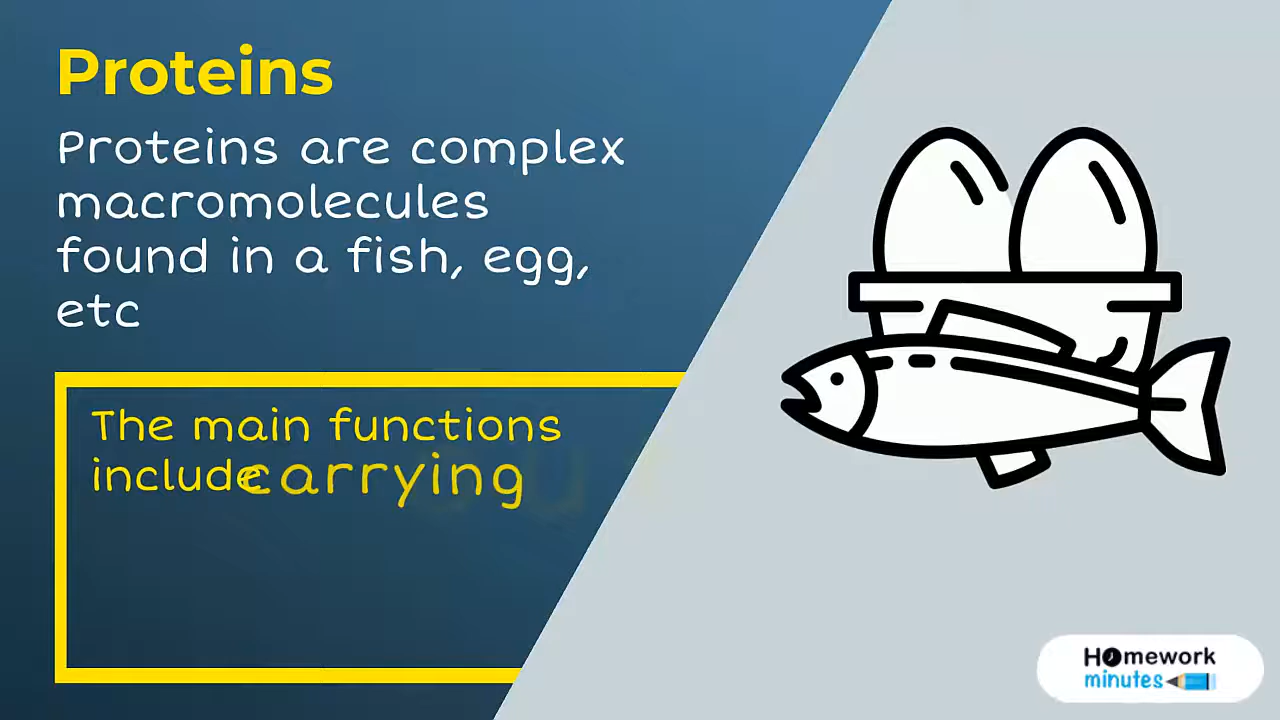 Proteins
Proteins are complex
macromolecules
found in a fish, egg,
etc
The main functions
include carrying
Homework
minutes